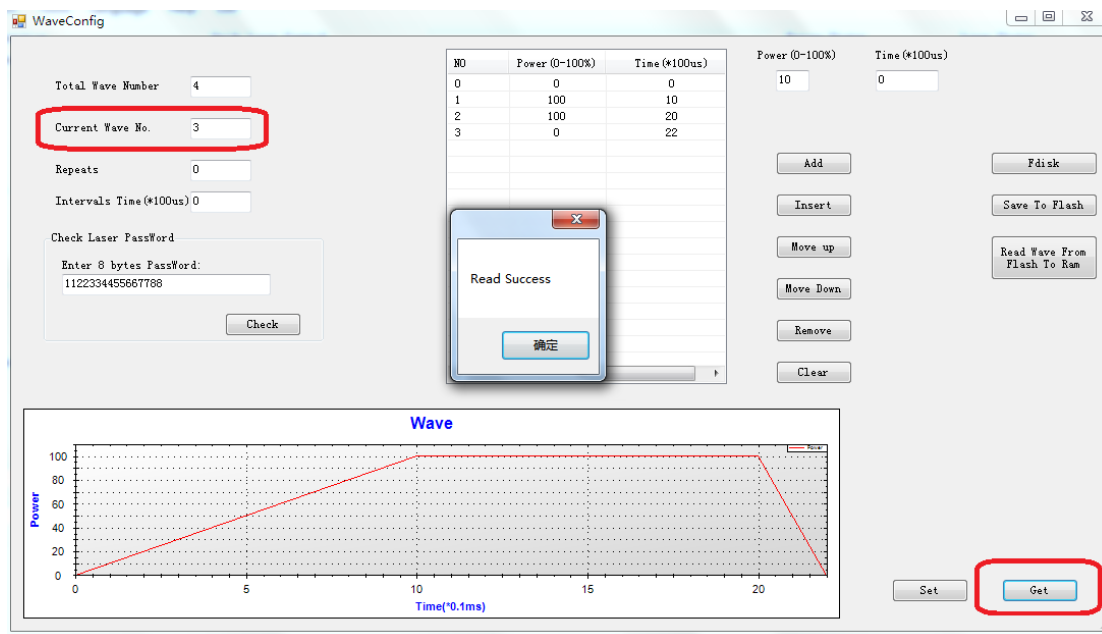 WaveConfig
Total Wave Number 4
Current Wave No. 3
Repeats 0
Intervals Time(*100us) 0
Check Laser PassWord
Enter 8 bytes PassWord:
1122334455667788
Check
NO Power(0-100%) Time(*100us)
0 0 0
1 100 10
2 100 20
3 0 22
Read Success
确定
Power(0-100%) Time(*100us)
10 0
Add
Insert
Move up
Move Down
Remove
Clear
Fdisk
Save To Flash
Read Wave From
Flash To Ram
Wave
Power
100
80
60
40
20
0
Power
0 5 10 15 20
Time(*0.1ms)
Set
Get